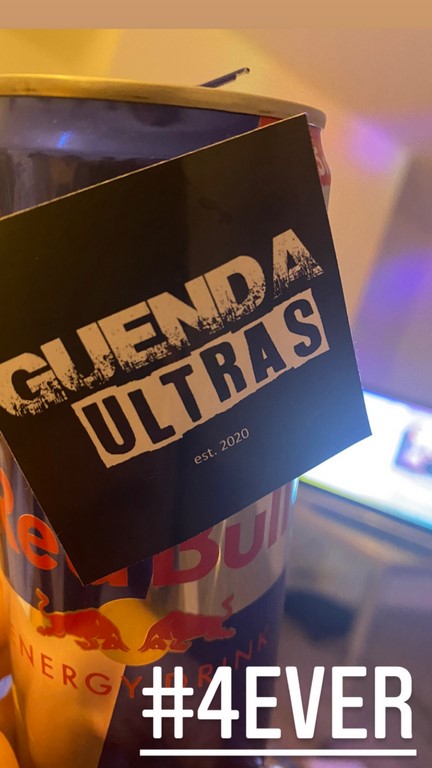 GUENDA
ULTRAS
est. 2020
Red Bull
ENERGY DRINK
#4EVER